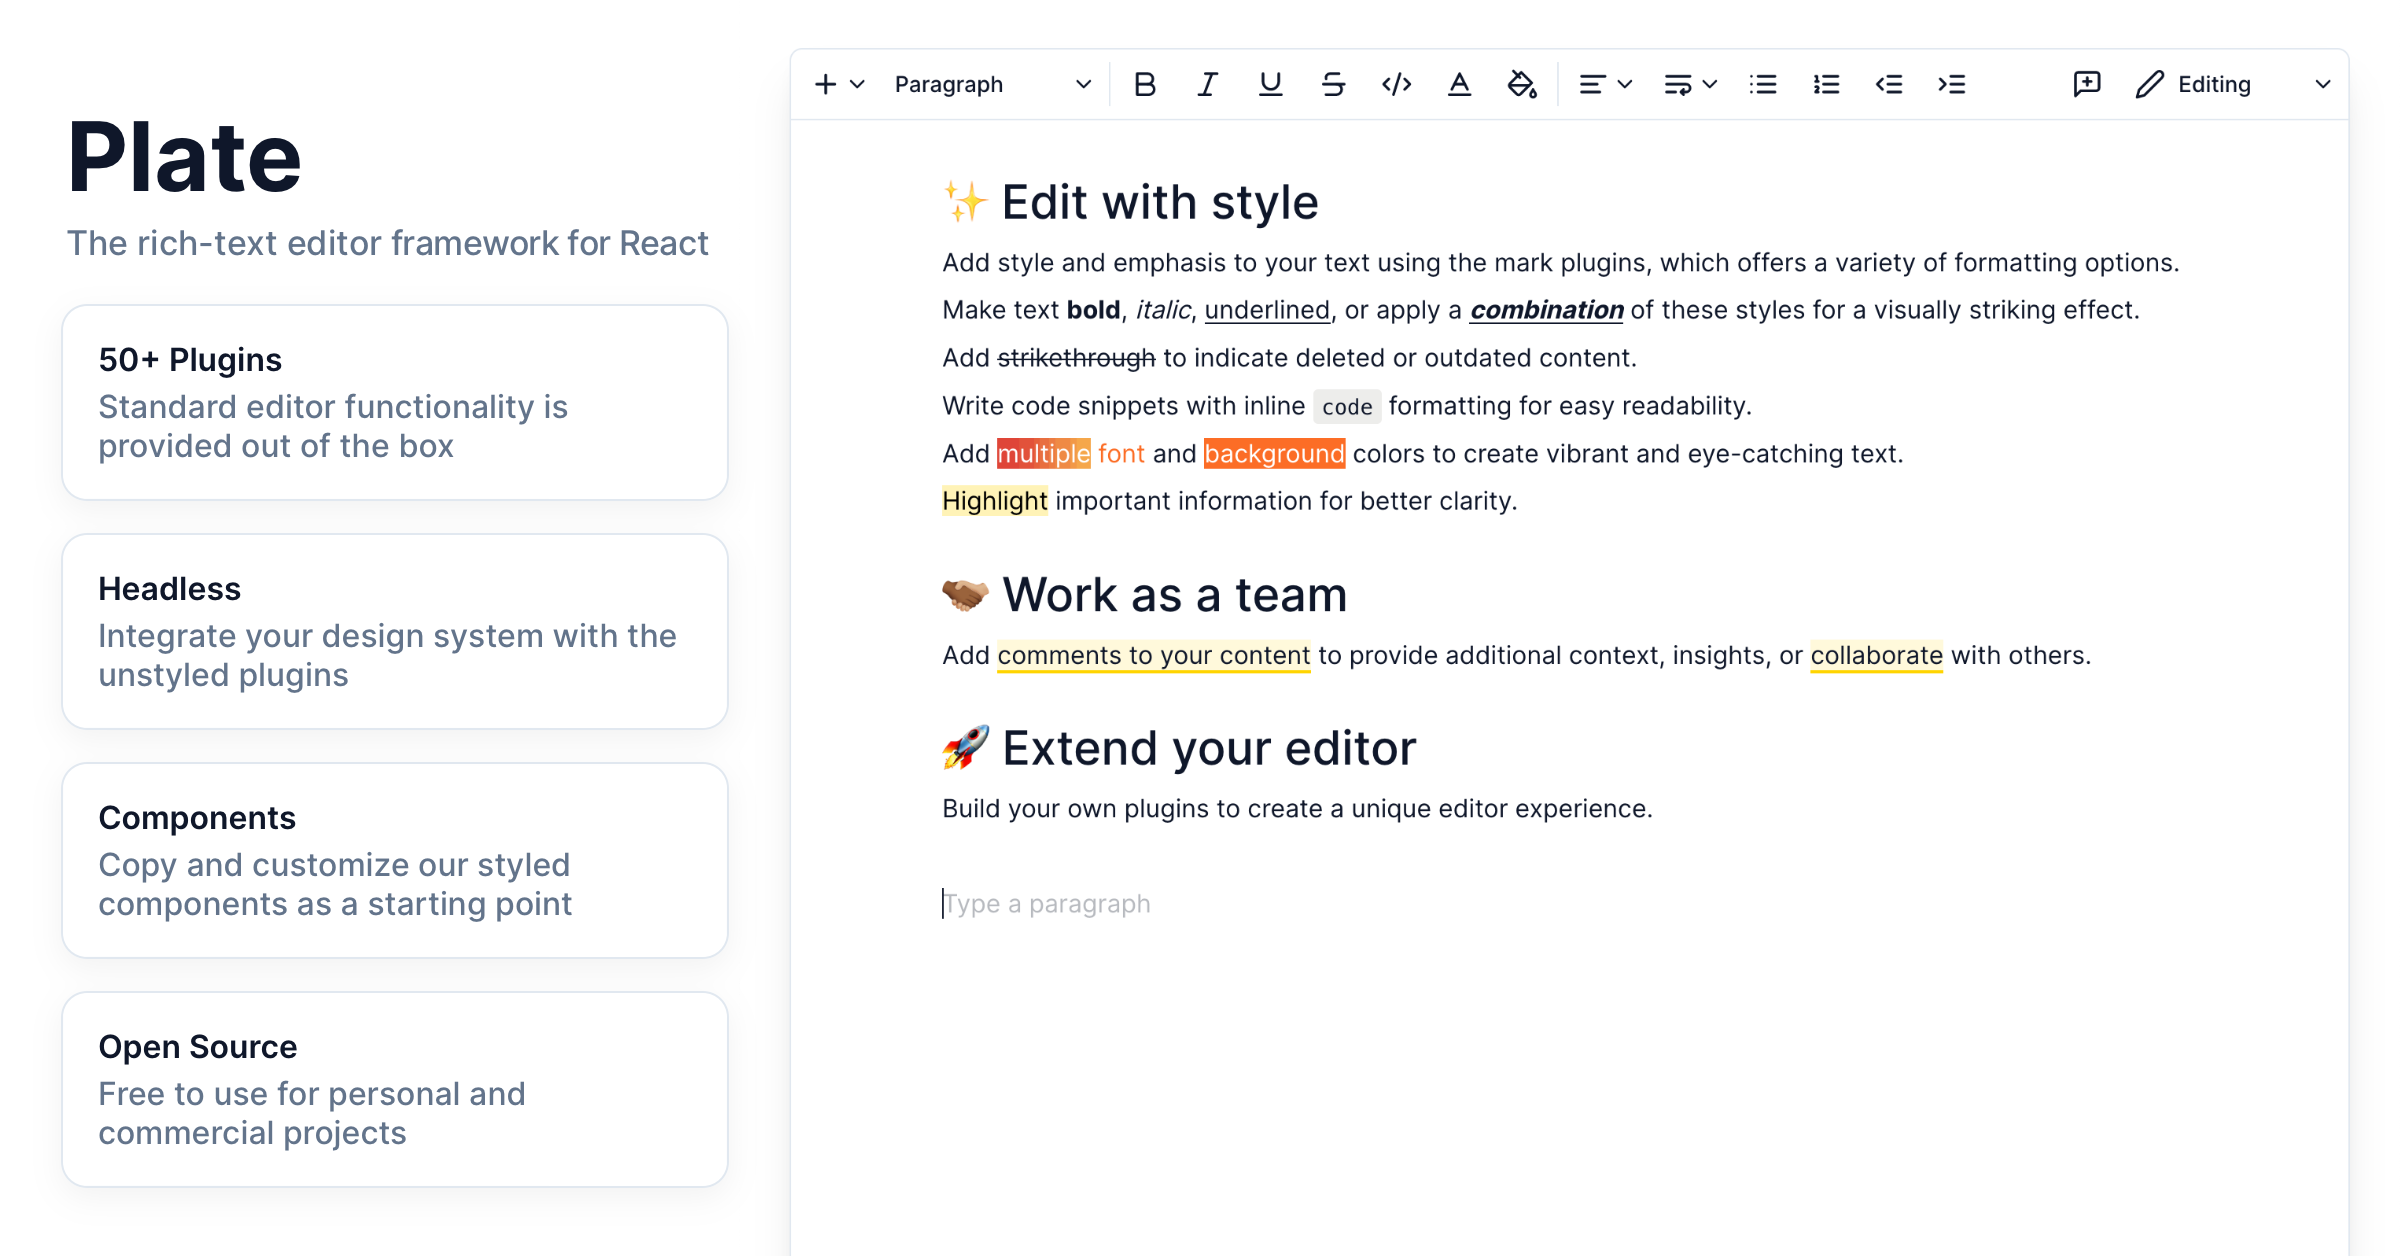 Plate
The rich-text editor framework for React
50+ Plugins
Standard editor functionality is
provided out of the box
Headless
Integrate your design system with the
unstyled plugins
Components
Copy and customize our styled
components as a starting point
Open Source
Free to use for personal and
commercial projects
Paragraph
Editing
✨ Edit with style
Add style and emphasis to your text using the mark plugins, which offers a variety of formatting options.
Make text bold, italic, underlined, or apply a combination of these styles for a visually striking effect.
Add strikethrough to indicate deleted or outdated content.
Write code snippets with inline code formatting for easy readability.
Add multiple font and background colors to create vibrant and eye-catching text.
Highlight important information for better clarity.
🤝 Work as a team
Add comments to your content to provide additional context, insights, or collaborate with others.
🚀 Extend your editor
Build your own plugins to create a unique editor experience.
Type a paragraph